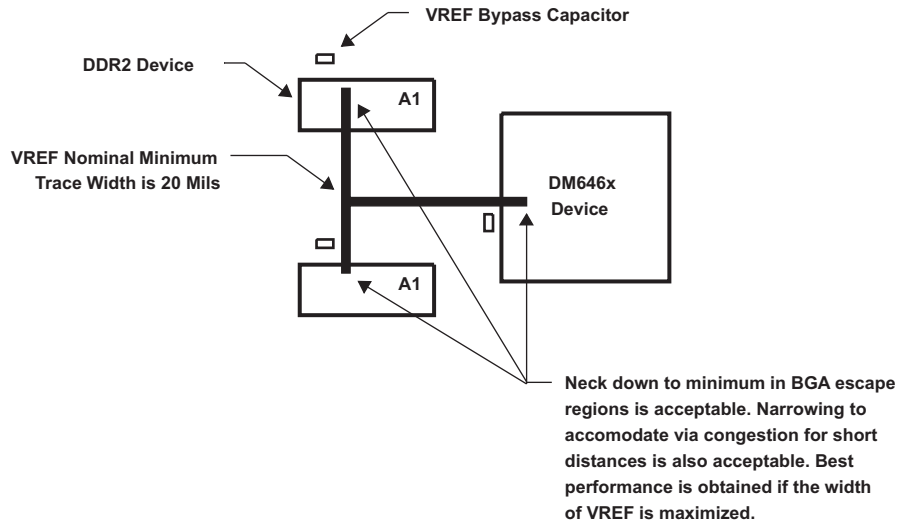 VREF Bypass Capacitor
DDR2 Device
A1
VREF Nominal Minimum
Trace Width is 20 Mils
DM646x
Device
A1
Neck down to minimum in BGA escape
regions is acceptable. Narrowing to
accomodate via congestion for short
distances is also acceptable. Best
performance is obtained if the width
of VREF is maximized.